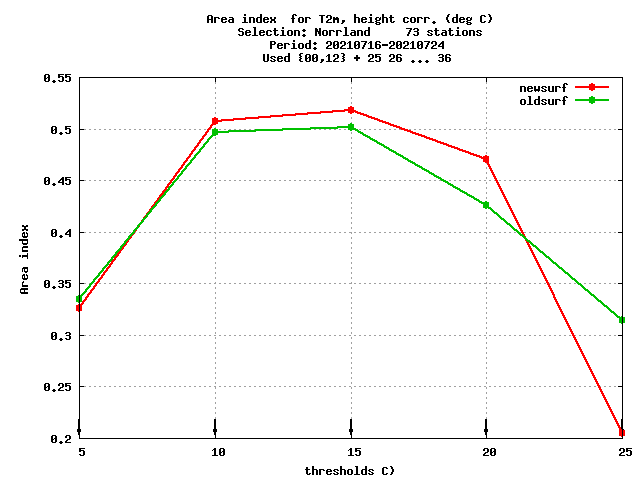 Area index  for T2m, height corr. (deg C)
Selection: Norrland     73 stations
Period: 20210716-20210724
Used {00,12} + 25 26 ... 36
newsurf
oldsurf
0.55
0.5
0.45
0.4
0.35
0.3
0.25
0.2
Area index
5 10 15 20 25
thresholds C)